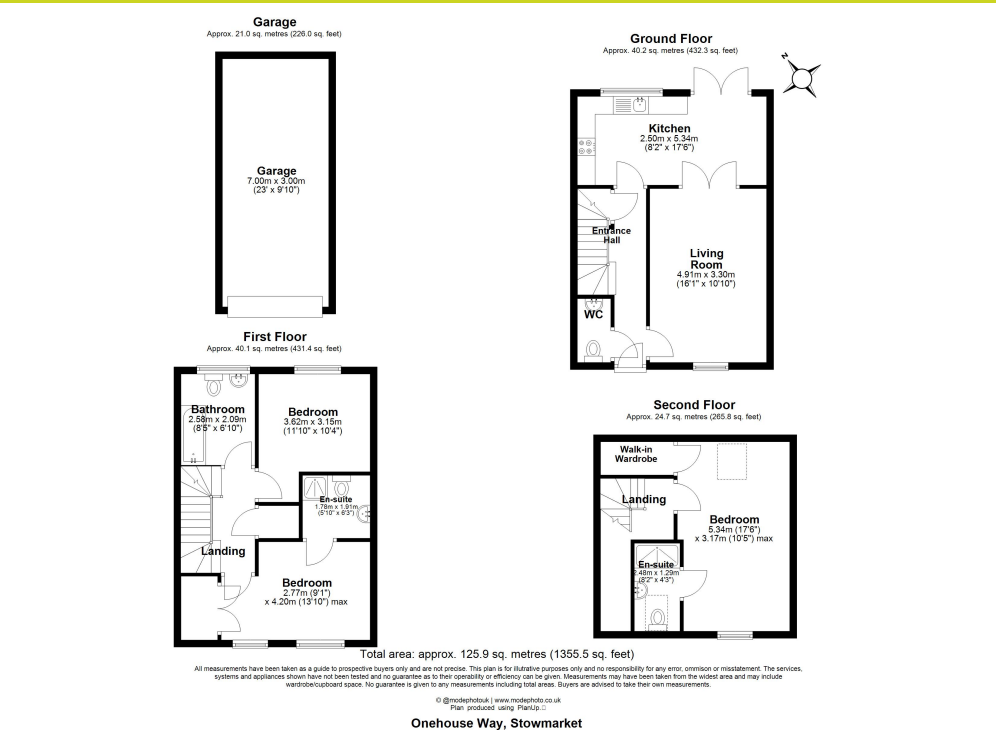 Garage
Approx. 21.0 sq. metres (226.0 sq. feet)
Garage
7.00m x 3.00m
(23' x 9'10")
Ground Floor
Approx. 40.2 sq. metres (432.3 sq. feet)
N
Kitchen
2.50m x 5.34m
(8'2" x 17'6")
Entrance
Hall
Living
Room
4.91m x 3.30m
(16'1" x 10'10")
WC
First Floor
Approx. 40.1 sq. metres (431.4 sq. feet)
Bathroom
2.58m x 2.09m
(8'5" x 6'10")
Bedroom
3.62m x 3.15m
(11'10" x 10'4")
En-suite
1.78m x 1.91m
(5'10" x 6'3")
Landing
Bedroom
2.77m (9'1")
x 4.20m (13'10") max
Second Floor
Approx. 24.7 sq. metres (265.8 sq. feet)
Walk-in
Wardrobe
Landing
Bedroom
5.34m (17'6")
x 3.17m (10'5") max
En-suite
2.48m x 1.29m
(8'2" x 4'3")
Total area: approx. 125.9 sq. metres (1355.5 sq. feet)
All measurements have been taken as a guide to prospective buyers only and are not precise. This plan is for illutrative purposes only and no responsibility for any error, ommison or misstatement. The services,
systems and appliances shown have not been tested and no guarantee as to their operability or efficiency can be given. Measurements may have been taken from the widest area and may include
wardrobe/cupboard space. No guarantee is given to any measurements including total areas. Buyers are advised to take their own measurements.
© @modephotouk | www.modephoto.co.uk
Plan produced using PlanUp.
Onehouse Way, Stowmarket